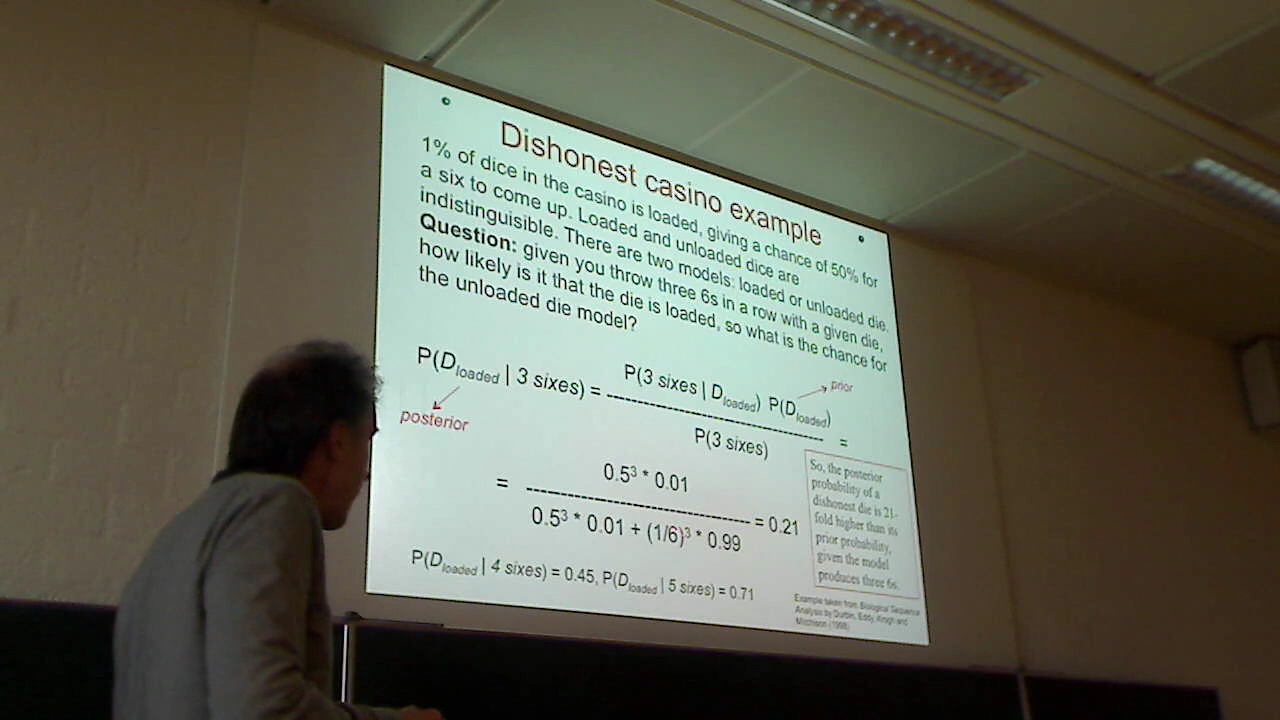 Dishonest casino example
1% of dice in the casino is loaded, giving a chance of 50% for
a six to come up. Loaded and unloaded dice are
indistinguisible. There are two models: loaded or unloaded die.
Question: given you throw three 6s in a row with a given die,
how likely is it that the die is loaded, so what is the chance for
the unloaded die model?
P(Dloaded | 3 sixes) =
P(3 sixes | Dloaded) P(Dloaded)
prior
posterior
---------------------------------- =
P(3 sixes)
0.5³ * 0.01
= ---------------------------------- = 0.21
0.5³ * 0.01 + (1/6)³ * 0.99
So, the posterior
probability of a
dishonest die is 21-
fold higher than its
prior probability,
given the model
produces three 6s.
P(Dloaded | 4 sixes) = 0.45, P(Dloaded | 5 sixes) = 0.71
Example taken from Biological Sequence
Analysis by Durbin, Eddy, Krogh and
Mitchison (1998)